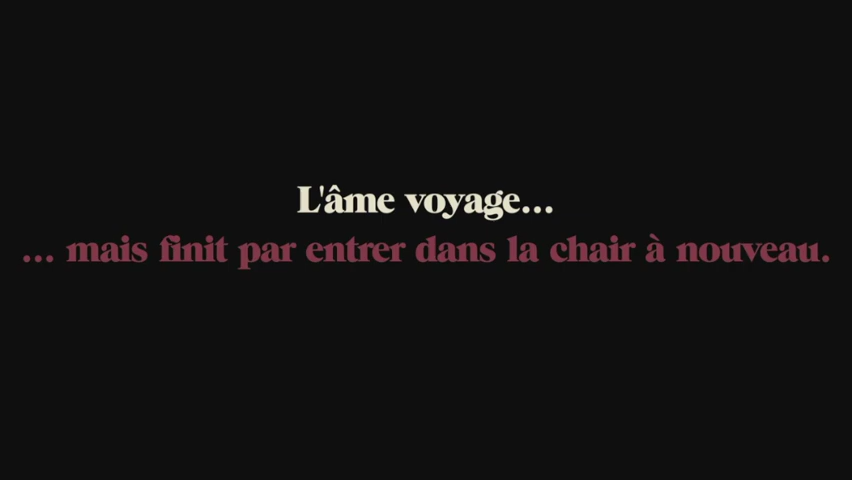 L'âme voyage...
... mais finit par entrer dans la chair à nouveau.